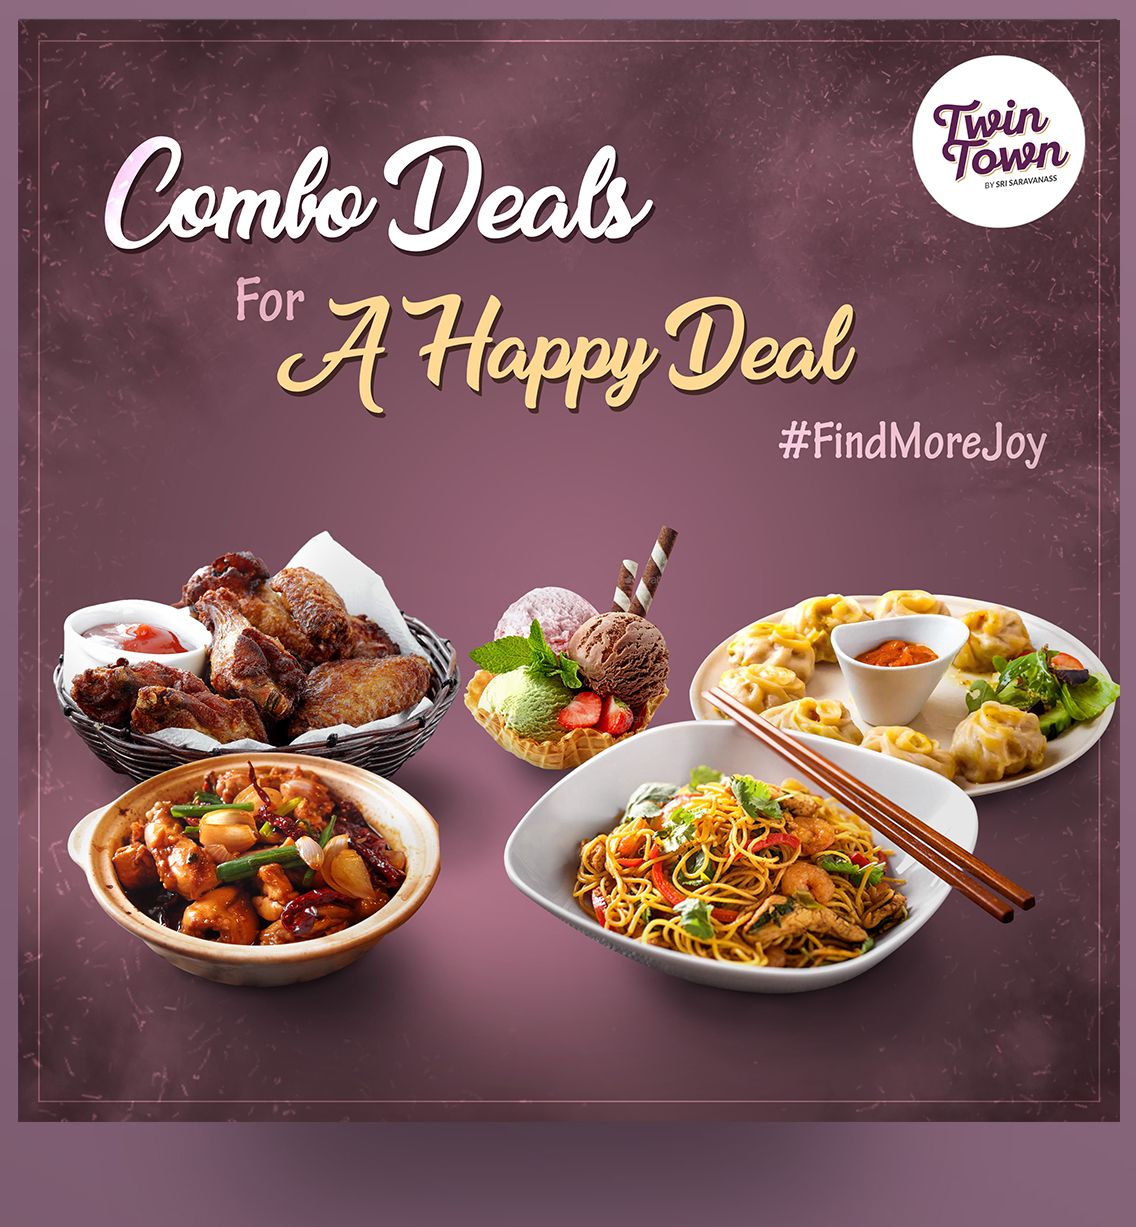 Twin
Town
BY SRI SARAVANASS
Combo Deals
For
A Happy Deal
#FindMoreJoy